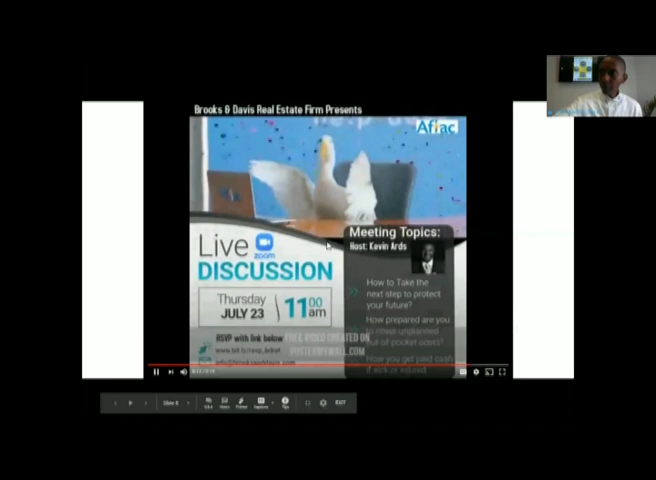 Brooks & Davis Real Estate Firm Presents
Aflac
Live
zoom
DISCUSSION
Thursday
JULY 23
11 00 am
Meeting Topics:
Host: Kevin Ards
How to Take the
next step to protect
your future?
How prepared are you
to cover unplanned
out-of pocket costs?
How you get paid cash
if sick or injured
RSVP with link below
FREE VIDEO CREATED ON
POSTERMYWALL.COM
EXIT